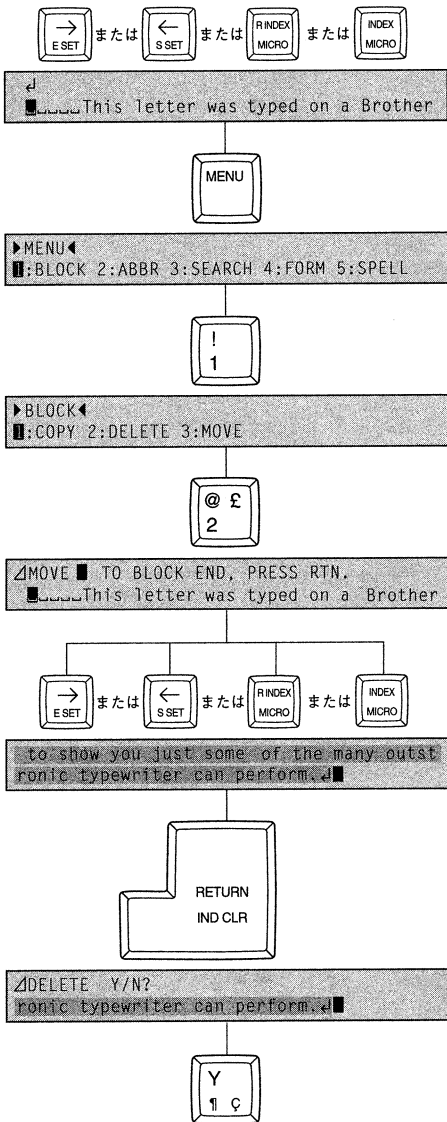 → E SET または ← S SET または R INDEX MICRO または INDEX MICRO
↲
␣␣␣␣This letter was typed on a Brother
MENU
▶MENU◀
1:BLOCK 2:ABBR 3:SEARCH 4:FORM 5:SPELL
!
1
▶BLOCK◀
1:COPY 2:DELETE 3:MOVE
@ £
2
⊿MOVE █ TO BLOCK END, PRESS RTN.
█␣␣␣␣This letter was typed on a Brother
→ E SET または ← S SET または R INDEX MICRO または INDEX MICRO
to show you just some of the many outst
ronic typewriter can perform.↲█
RETURN
IND CLR
⊿DELETE Y/N?
ronic typewriter can perform.↲█
Y
¶ Ç